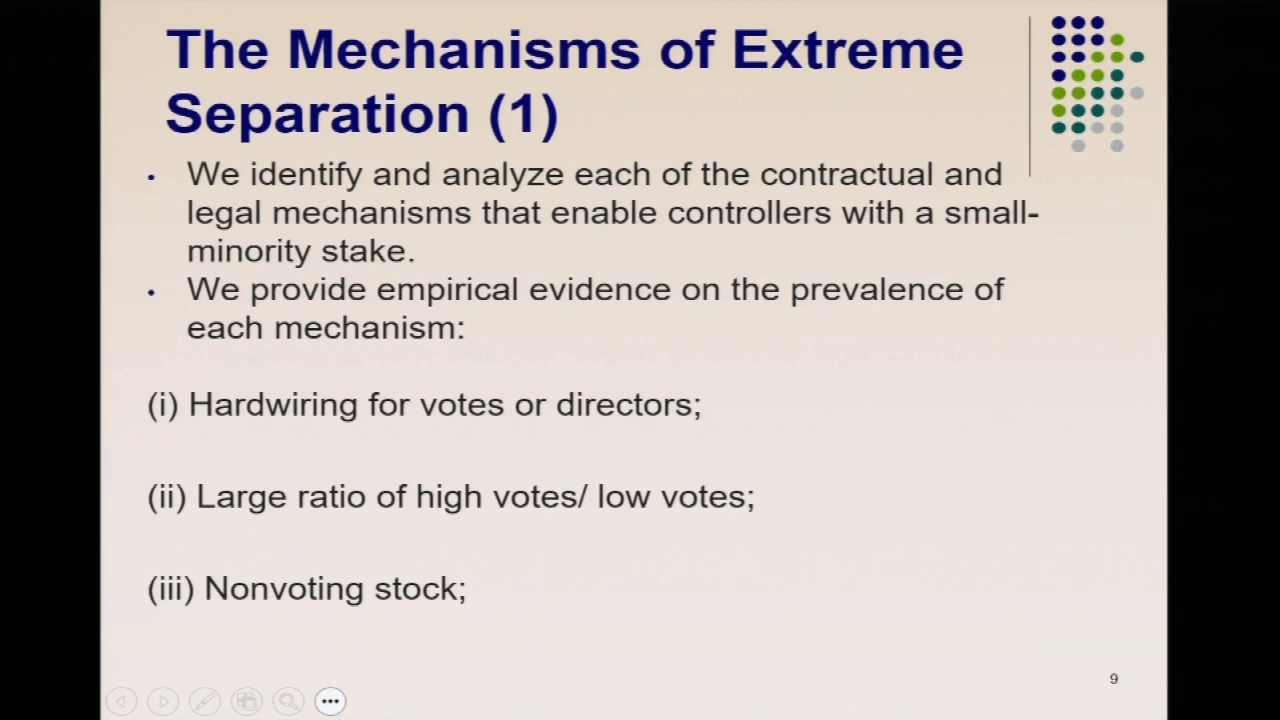 The Mechanisms of Extreme
Separation (1)
• We identify and analyze each of the contractual and
legal mechanisms that enable controllers with a small-
minority stake.
• We provide empirical evidence on the prevalence of
each mechanism:
(i) Hardwiring for votes or directors;
(ii) Large ratio of high votes/ low votes;
(iii) Nonvoting stock;
9